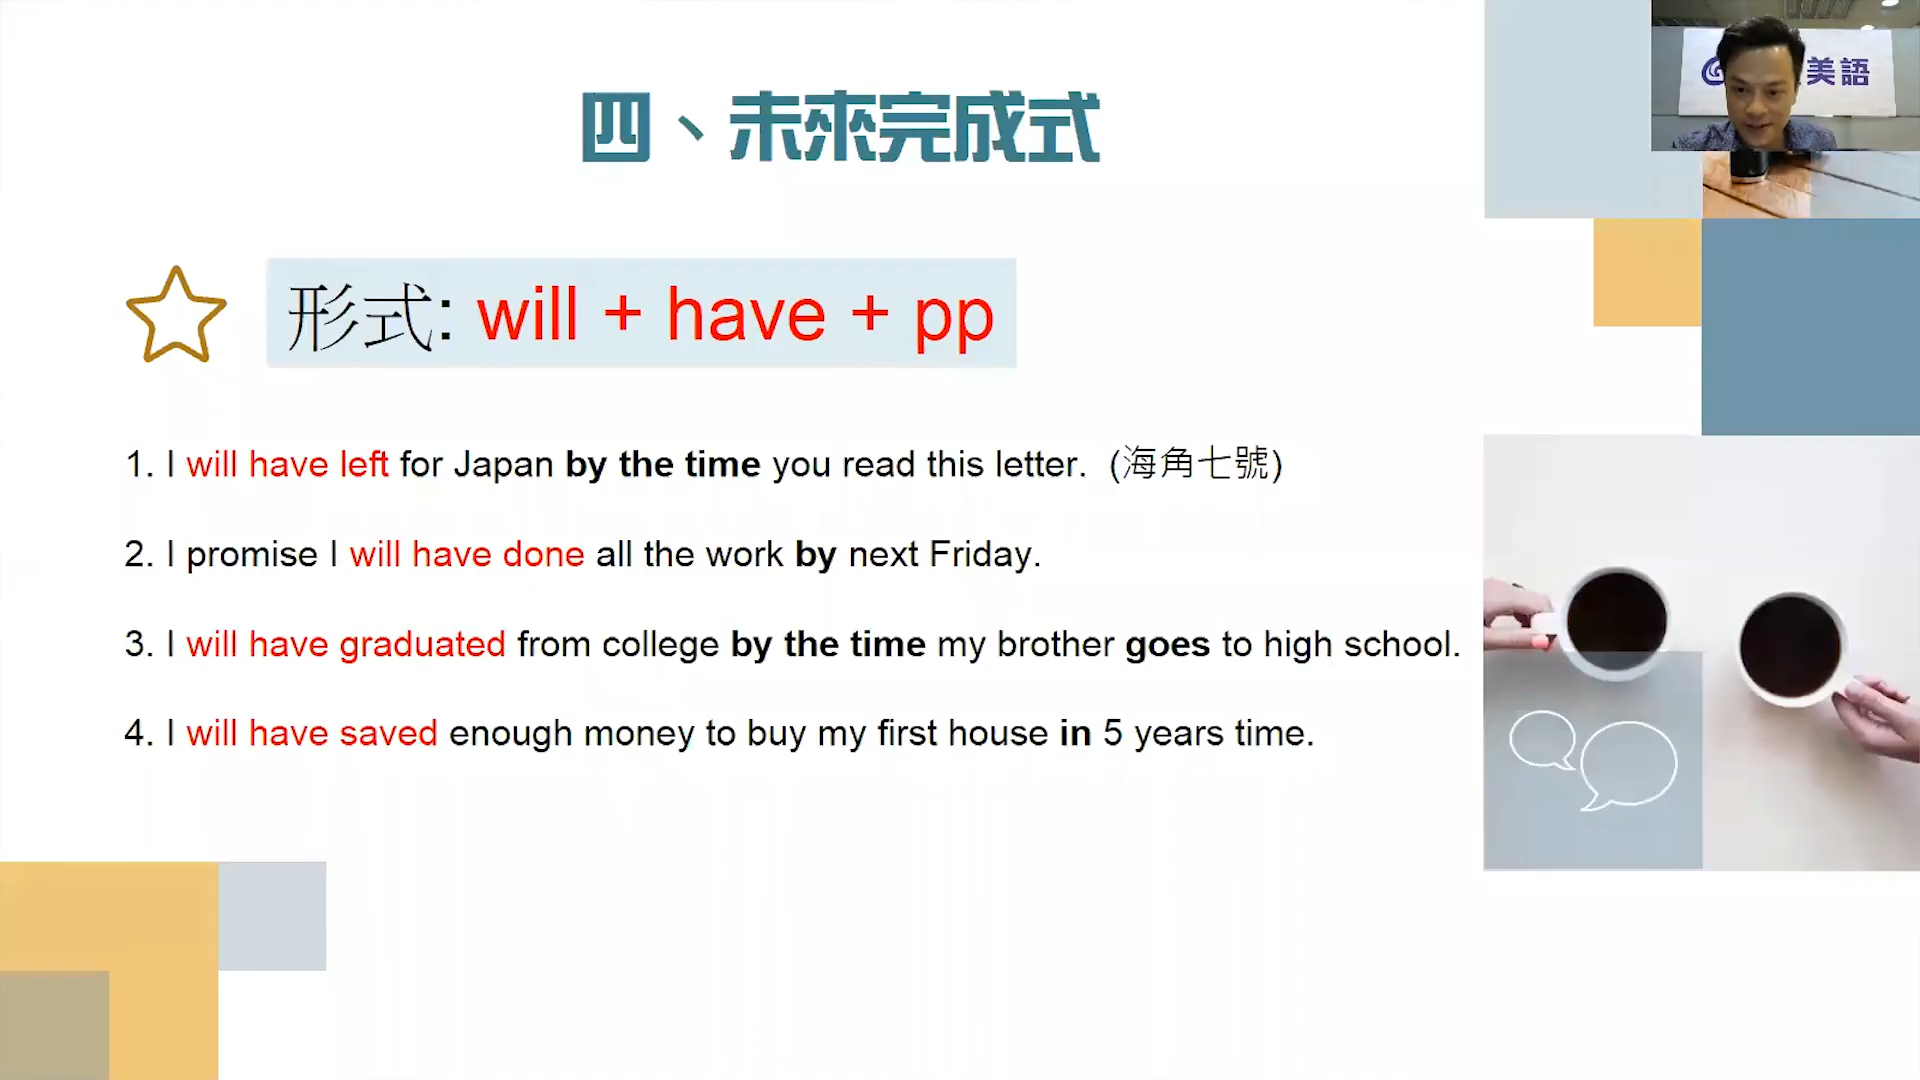 四、未來完成式
美語
形式: will + have + pp
1. I will have left for Japan by the time you read this letter. (海角七號)
2. I promise I will have done all the work by next Friday.
3. I will have graduated from college by the time my brother goes to high school.
4. I will have saved enough money to buy my first house in 5 years time.